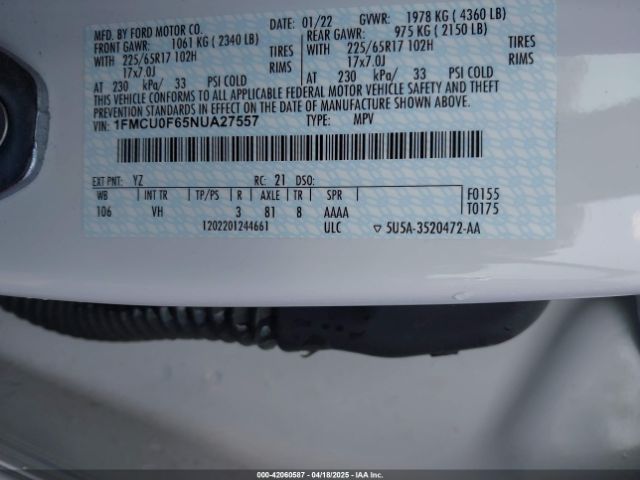 MFD. BY FORD MOTOR CO.
DATE: 01/22 GVWR: 1978 KG ( 4360 LB)
FRONT GAWR: 1061 KG ( 2340 LB) REAR GAWR: 975 KG ( 2150 LB)
WITH 225/65R17 102H TIRES WITH 225/65R17 102H TIRES
17x7.0J RIMS 17x7.0J RIMS
AT 230 kPa/ 33 PSI COLD AT 230 kPa/ 33 PSI COLD
THIS VEHICLE CONFORMS TO ALL APPLICABLE FEDERAL MOTOR VEHICLE SAFETY AND THEFT
PREVENTION STANDARDS IN EFFECT ON THE DATE OF MANUFACTURE SHOWN ABOVE.
VIN: 1FMCU0F65NUA27557 TYPE: MPV
EXT PNT: YZ RC: 21 DSO:
WB INT TR TP/PS R AXLE TR SPR F0155
106 VH 3 81 8 AAAA T0175
1202201244661 ULC 5U5A-3520472-AA
000-42060587 - 04/18/2025 - IAA Inc.